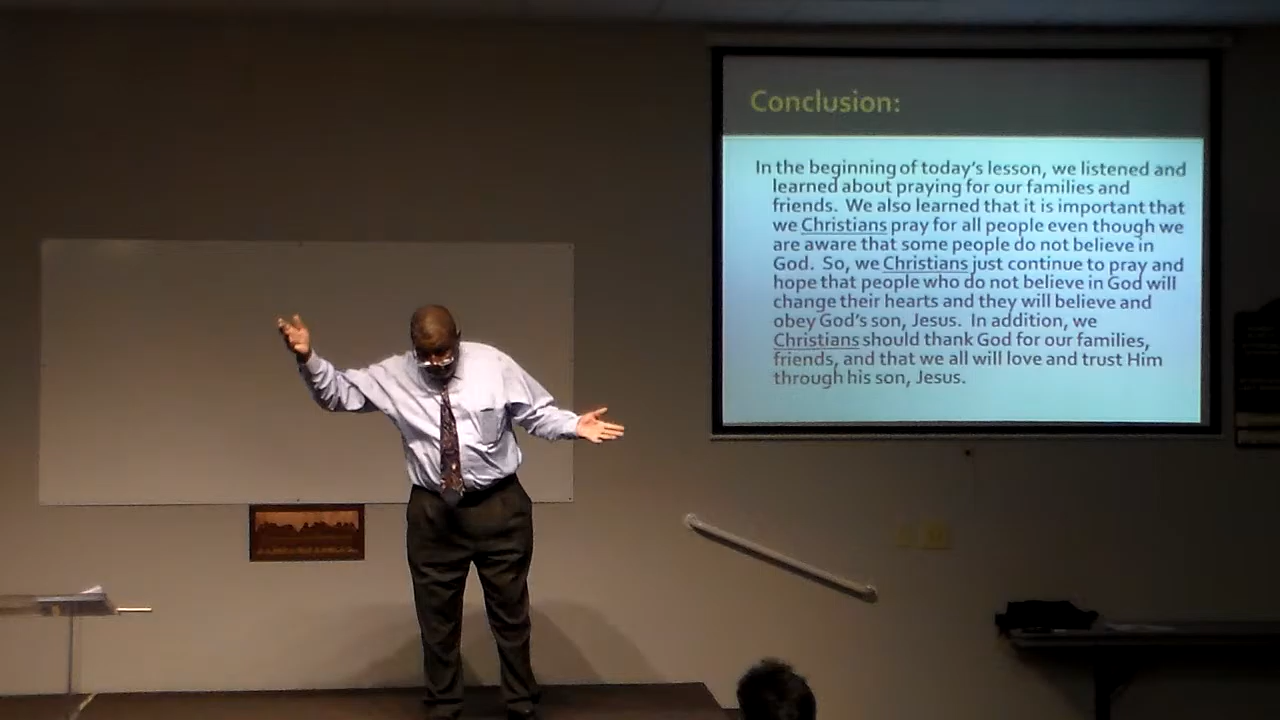 Conclusion:
In the beginning of today's lesson, we listened and
learned about praying for our families and
friends. We also learned that it is important that
we Christians pray for all people even though we
are aware that some people do not believe in
God. So, we Christians just continue to pray and
hope that people who do not believe in God will
change their hearts and they will believe and
obey God's son, Jesus. In addition, we
Christians should thank God for our families,
friends, and that we all will love and trust Him
through his son, Jesus.